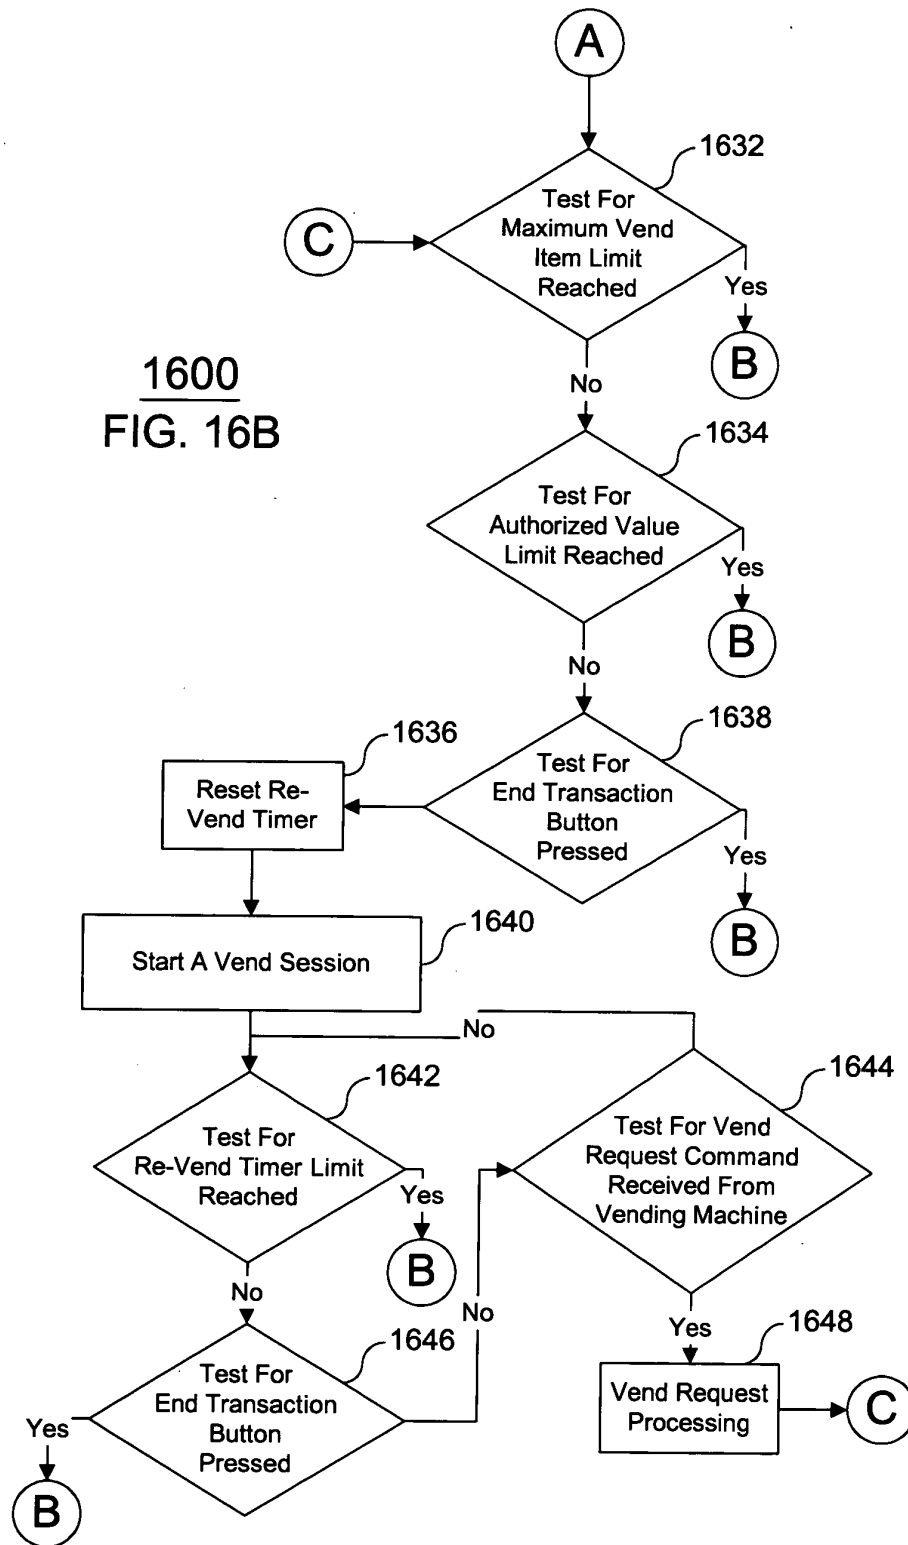 A
1632
Test For
Maximum Vend
Item Limit
Reached
C
Yes
B
1600
FIG. 16B
No
1634
Test For
Authorized Value
Limit Reached
Yes
B
No
1638
1636
Test For
End Transaction
Button
Pressed
Reset Re-
Vend Timer
Yes
B
1640
Start A Vend Session
No
1642
1644
Test For
Re-Vend Timer Limit
Reached
Test For Vend
Request Command
Received From
Vending Machine
Yes
B
No
No
Yes
1648
1646
Test For
End Transaction
Button
Pressed
Vend Request
Processing
C
Yes
B